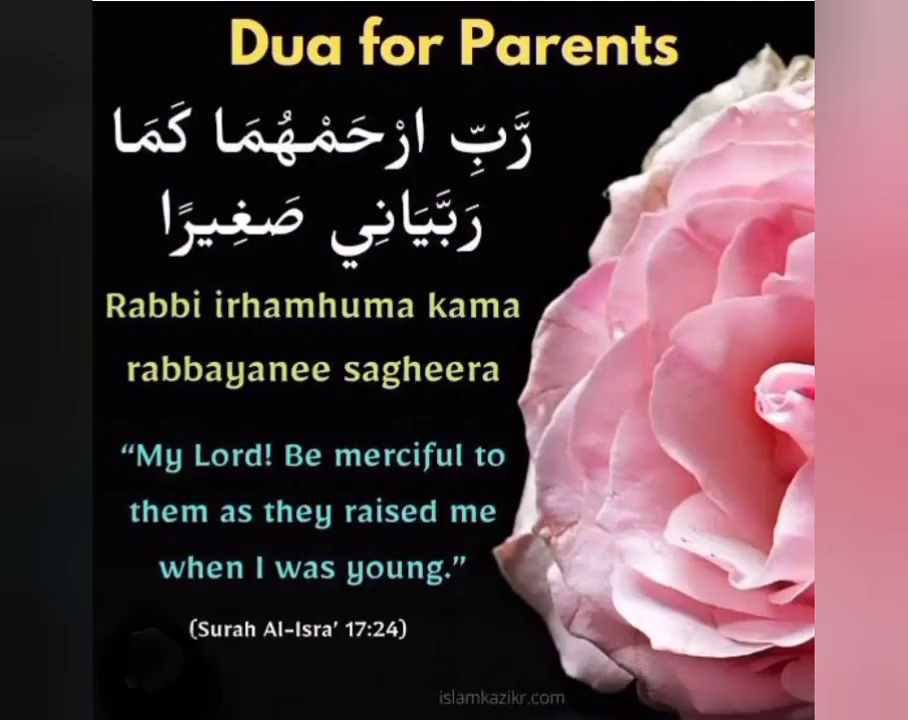 Dua for Parents
رَّبِّ ارْحَمْهُمَا كَمَا
رَبَّيَانِي صَغِيرًا
Rabbi irhamhuma kama
rabbayanee sagheera
“My Lord! Be merciful to
them as they raised me
when I was young.”
(Surah Al-Isra’ 17:24)
islamkazikr.com